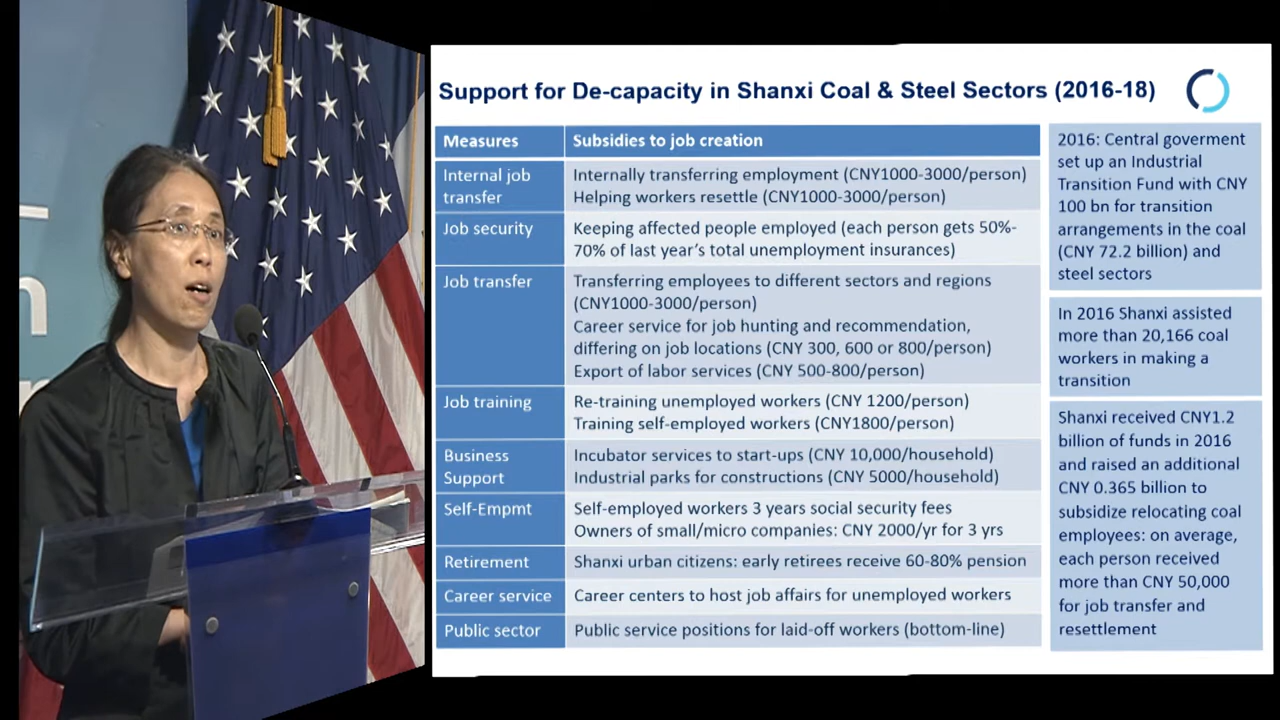 Support for De-capacity in Shanxi Coal & Steel Sectors (2016-18)
Measures
Subsidies to job creation
Internal job
transfer
Internally transferring employment (CNY1000-3000/person)
Helping workers resettle (CNY1000-3000/person)
Job security
Keeping affected people employed (each person gets 50%-
70% of last year's total unemployment insurances)
Job transfer
Transferring employees to different sectors and regions
(CNY1000-3000/person)
Career service for job hunting and recommendation,
differing on job locations (CNY 300, 600 or 800/person)
Export of labor services (CNY 500-800/person)
Job training
Re-training unemployed workers (CNY 1200/person)
Training self-employed workers (CNY1800/person)
Business
Support
Incubator services to start-ups (CNY 10,000/household)
Industrial parks for constructions (CNY 5000/household)
Self-Empmt
Self-employed workers 3 years social security fees
Owners of small/micro companies: CNY 2000/yr for 3 yrs
Retirement
Shanxi urban citizens: early retirees receive 60-80% pension
Career service
Career centers to host job affairs for unemployed workers
Public sector
Public service positions for laid-off workers (bottom-line)
2016: Central goverment
set up an Industrial
Transition Fund with CNY
100 bn for transition
arrangements in the coal
(CNY 72.2 billion) and
steel sectors
In 2016 Shanxi assisted
more than 20,166 coal
workers in making a
transition
Shanxi received CNY1.2
billion of funds in 2016
and raised an additional
CNY 0.365 billion to
subsidize relocating coal
employees: on average,
each person received
more than CNY 50,000
for job transfer and
resettlement